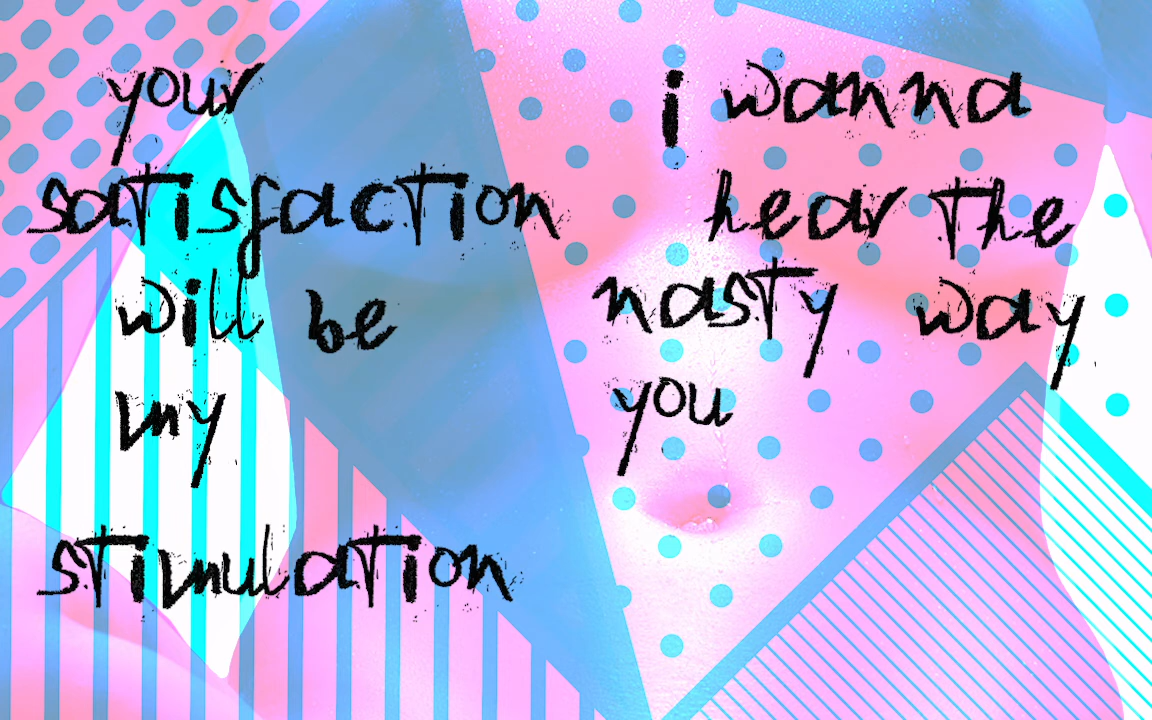 your
satisfaction
will be
my
stimulation
i wanna
hear the
nasty way
you